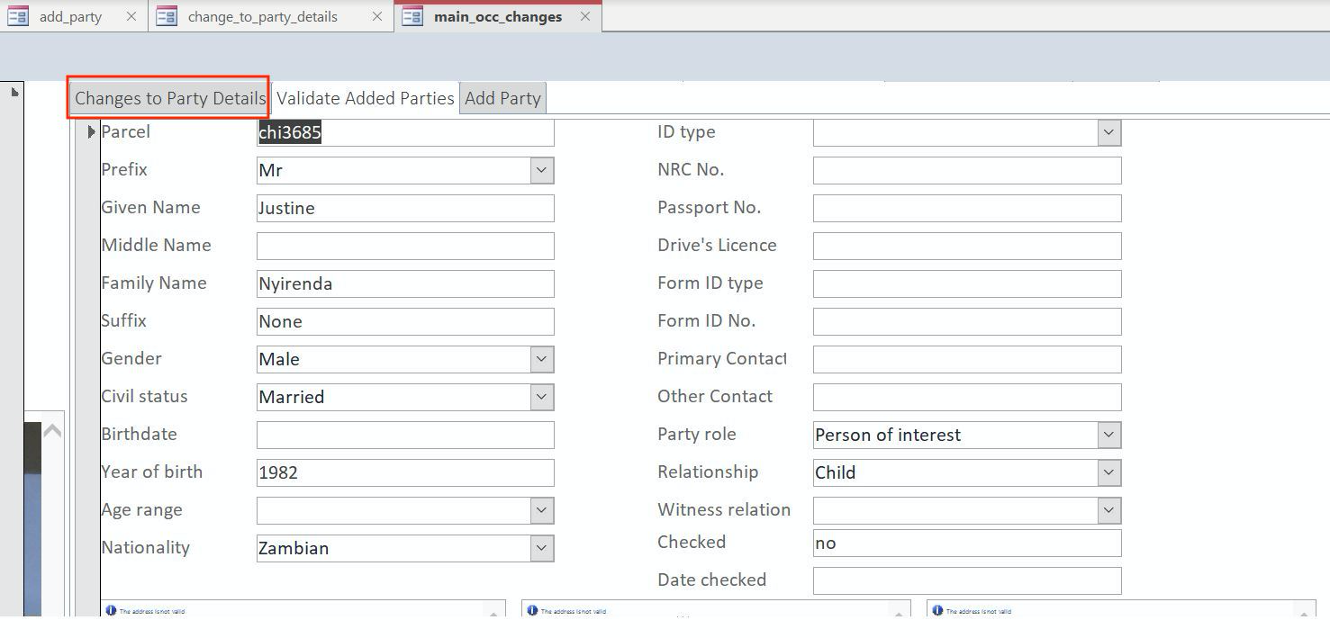 add_party
change_to_party_details
main_occ_changes
Changes to Party Details
Validate Added Parties
Add Party
Parcel
chi3685
Prefix
Mr
Given Name
Justine
Middle Name
Family Name
Nyirenda
Suffix
None
Gender
Male
Civil status
Married
Birthdate
Year of birth
1982
Age range
Nationality
Zambian
ID type
NRC No.
Passport No.
Drive's Licence
Form ID type
Form ID No.
Primary Contact
Other Contact
Party role
Person of interest
Relationship
Child
Witness relation
Checked
no
Date checked
The address is not valid
The address is not valid
The address is not valid